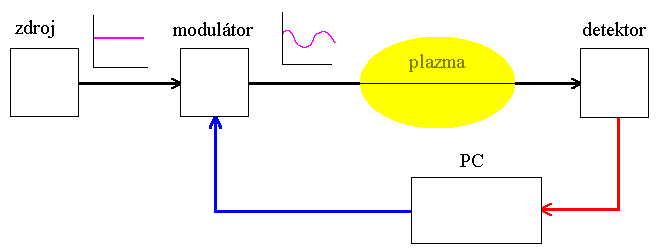 zdroj
modulátor
detektor
plazma
PC